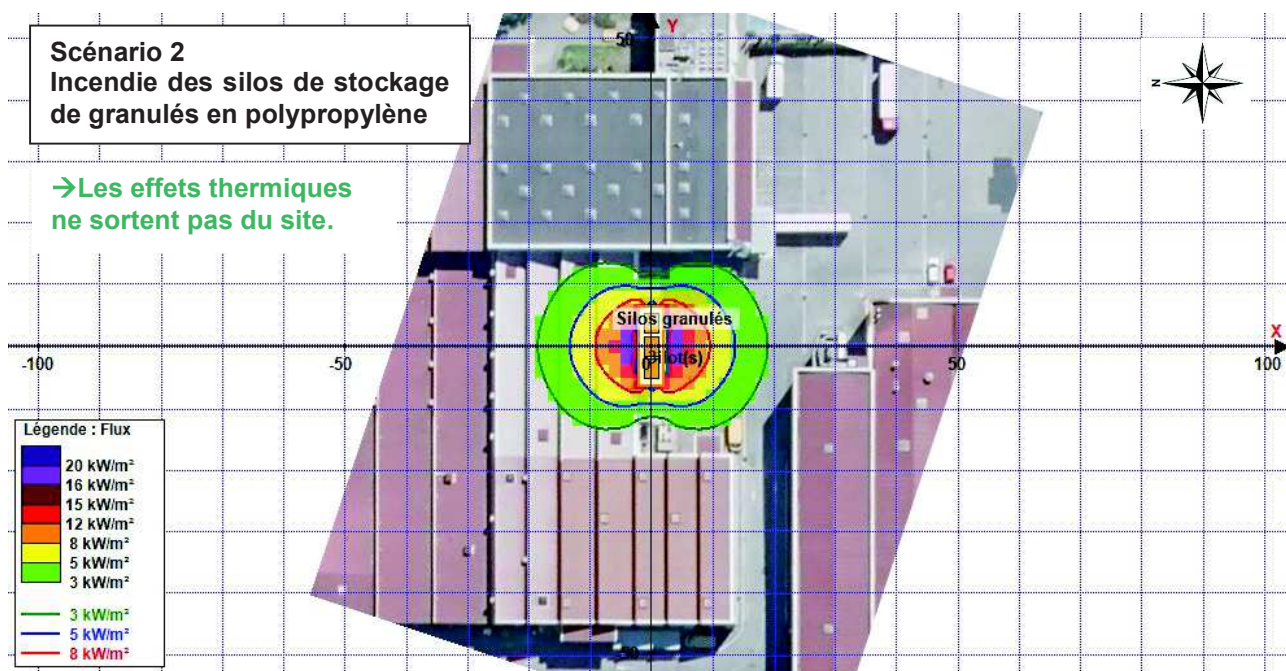 Scénario 2
Incendie des silos de stockage
de granulés en polypropylène
→Les effets thermiques
ne sortent pas du site.
Y
50
N
Silos granulés
X
-100
-50
0
50
100
Légende : Flux
20 kW/m²
16 kW/m²
15 kW/m²
12 kW/m²
8 kW/m²
5 kW/m²
3 kW/m²
3 kW/m²
5 kW/m²
8 kW/m²